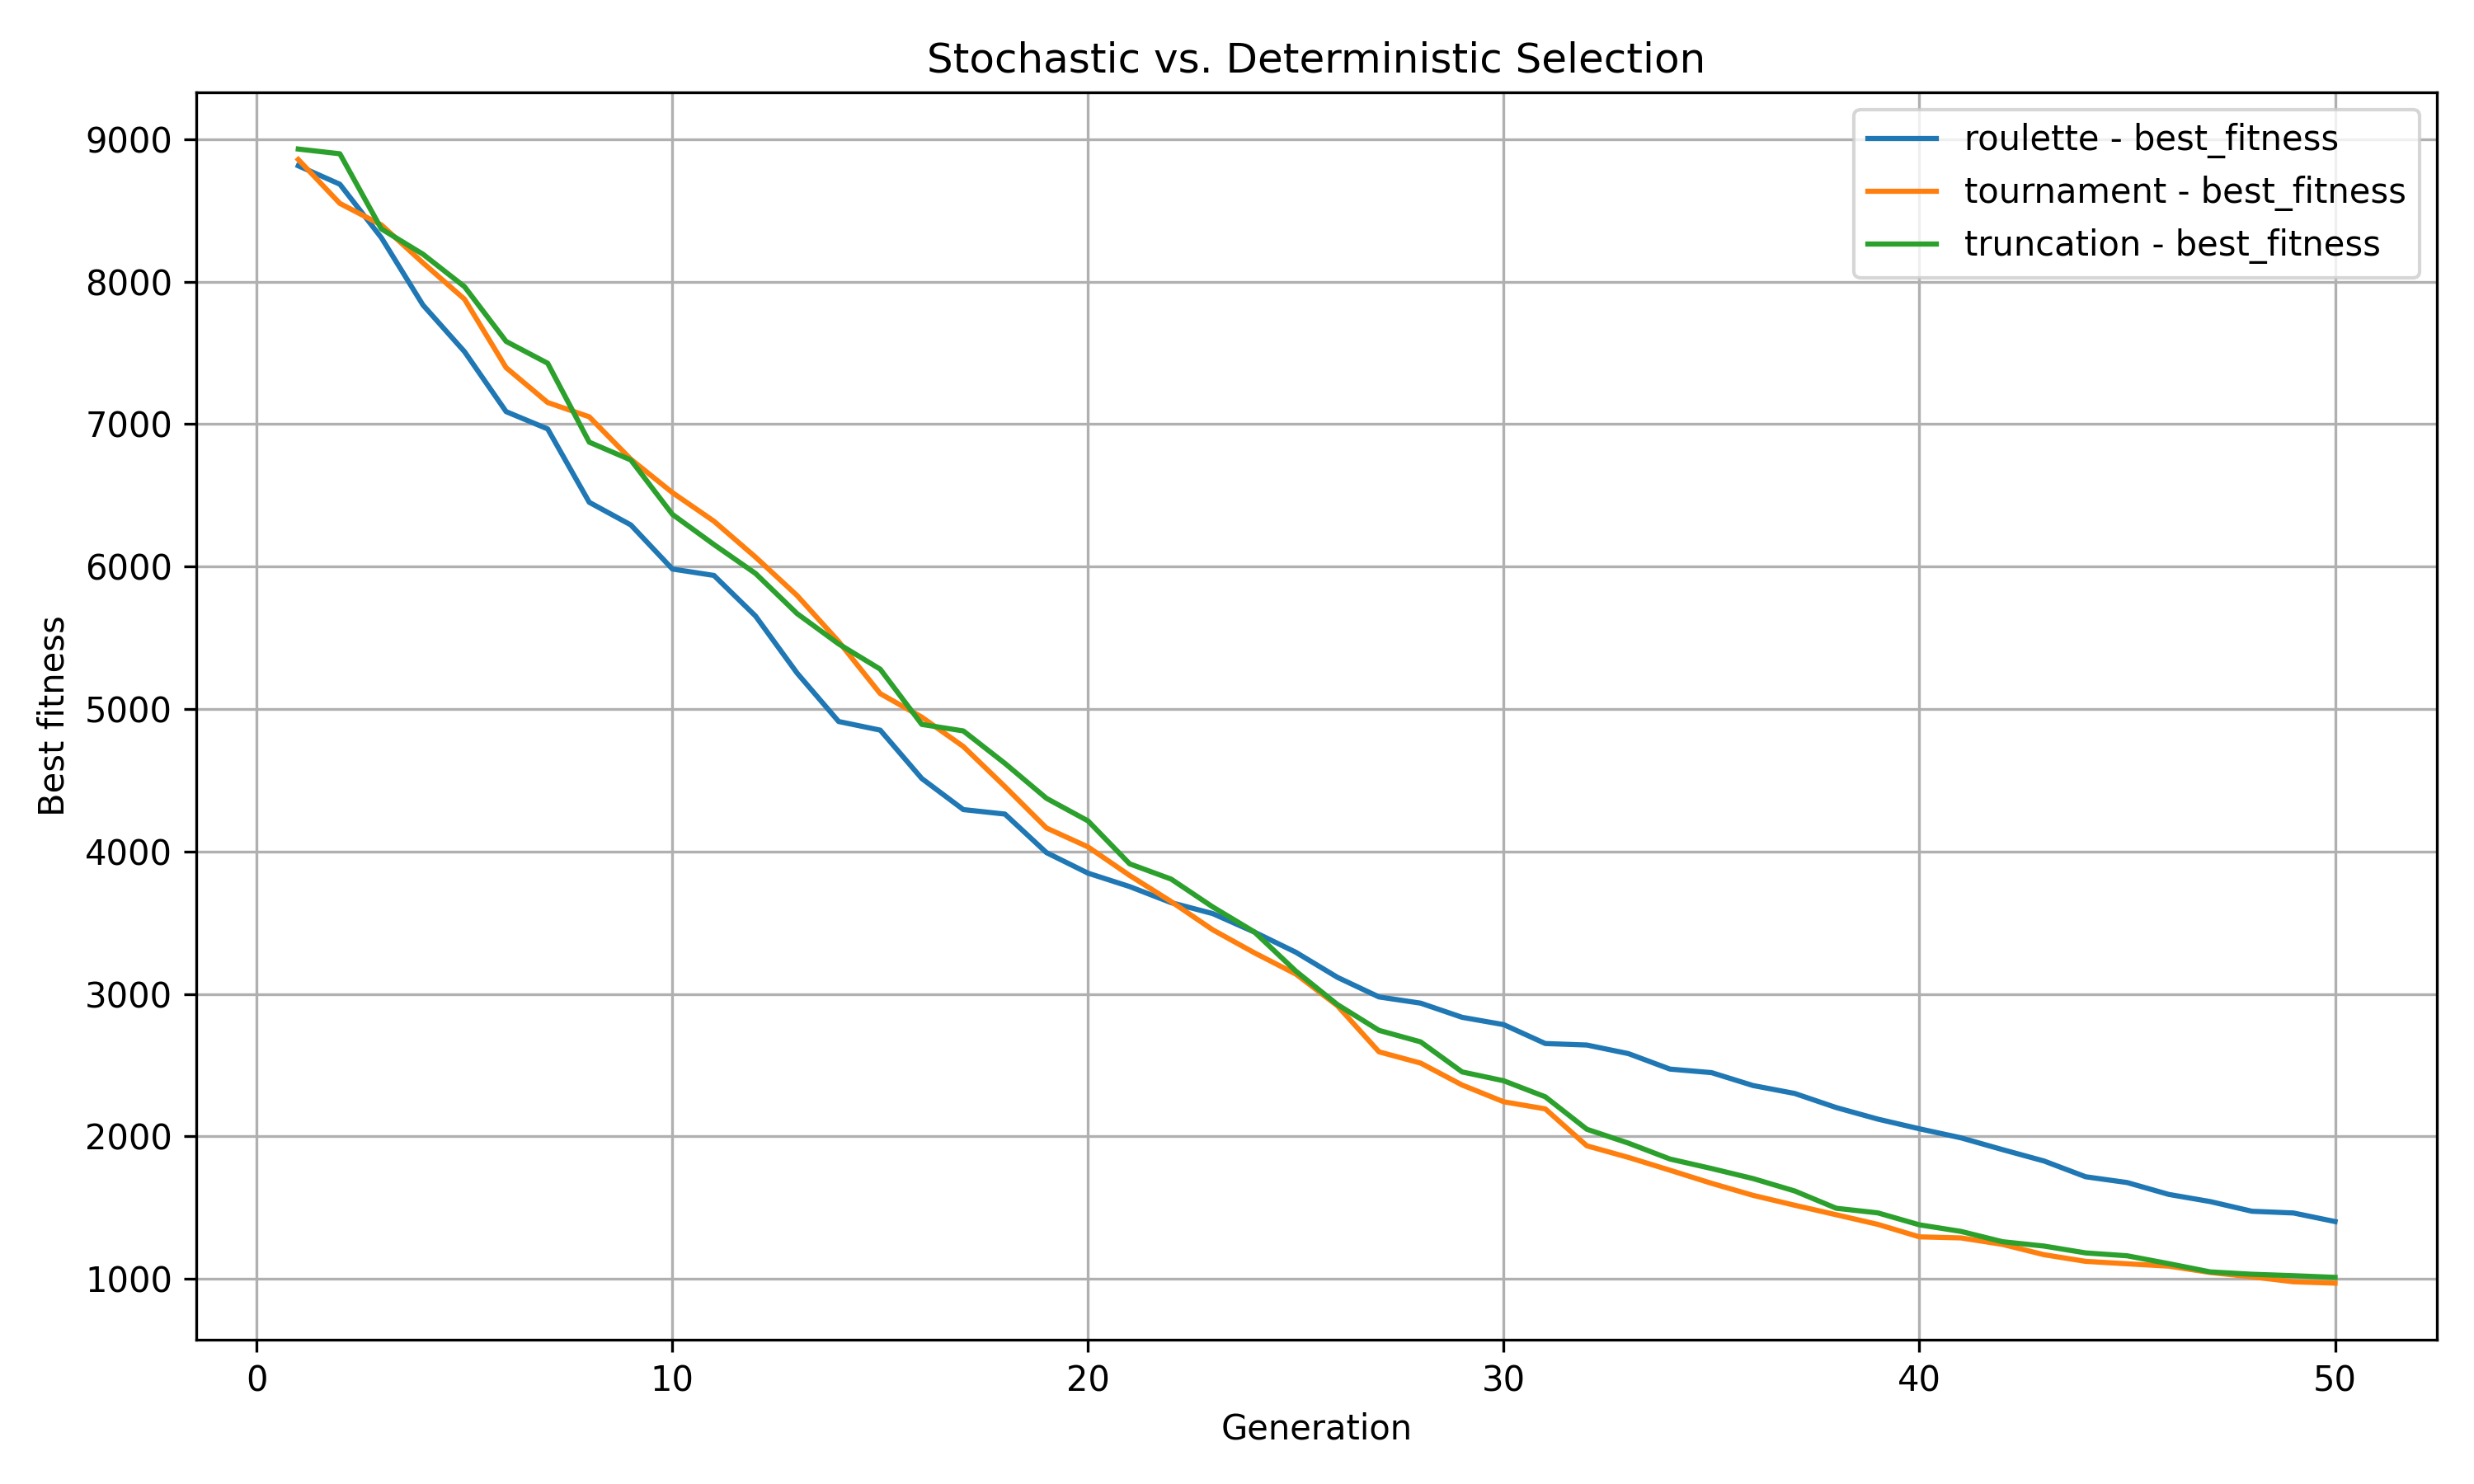 Stochastic vs. Deterministic Selection
roulette - best_fitness
tournament - best_fitness
truncation - best_fitness
Best fitness
9000
8000
7000
6000
5000
4000
3000
2000
1000
0 10 20 30 40 50
Generation